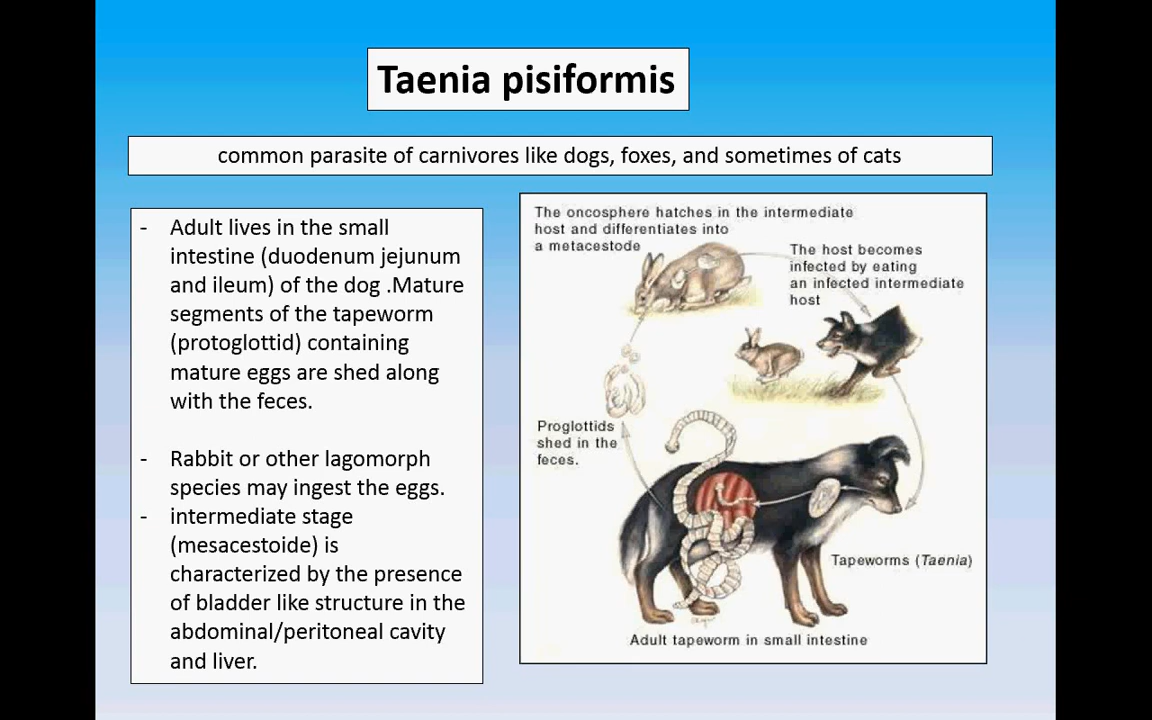 Taenia pisiformis
common parasite of carnivores like dogs, foxes, and sometimes of cats
- Adult lives in the small
intestine (duodenum jejunum
and ileum) of the dog .Mature
segments of the tapeworm
(protoglottid) containing
mature eggs are shed along
with the feces.
- Rabbit or other lagomorph
species may ingest the eggs.
- intermediate stage
(mesacestoide) is
characterized by the presence
of bladder like structure in the
abdominal/peritoneal cavity
and liver.
The oncosphere hatches in the intermediate
host and differentiates into
a metacestode
The host becomes
infected by eating
an infected intermediate
host
Proglottids
shed in the
feces.
Tapeworms (Taenia)
Adult tapeworm in small intestine